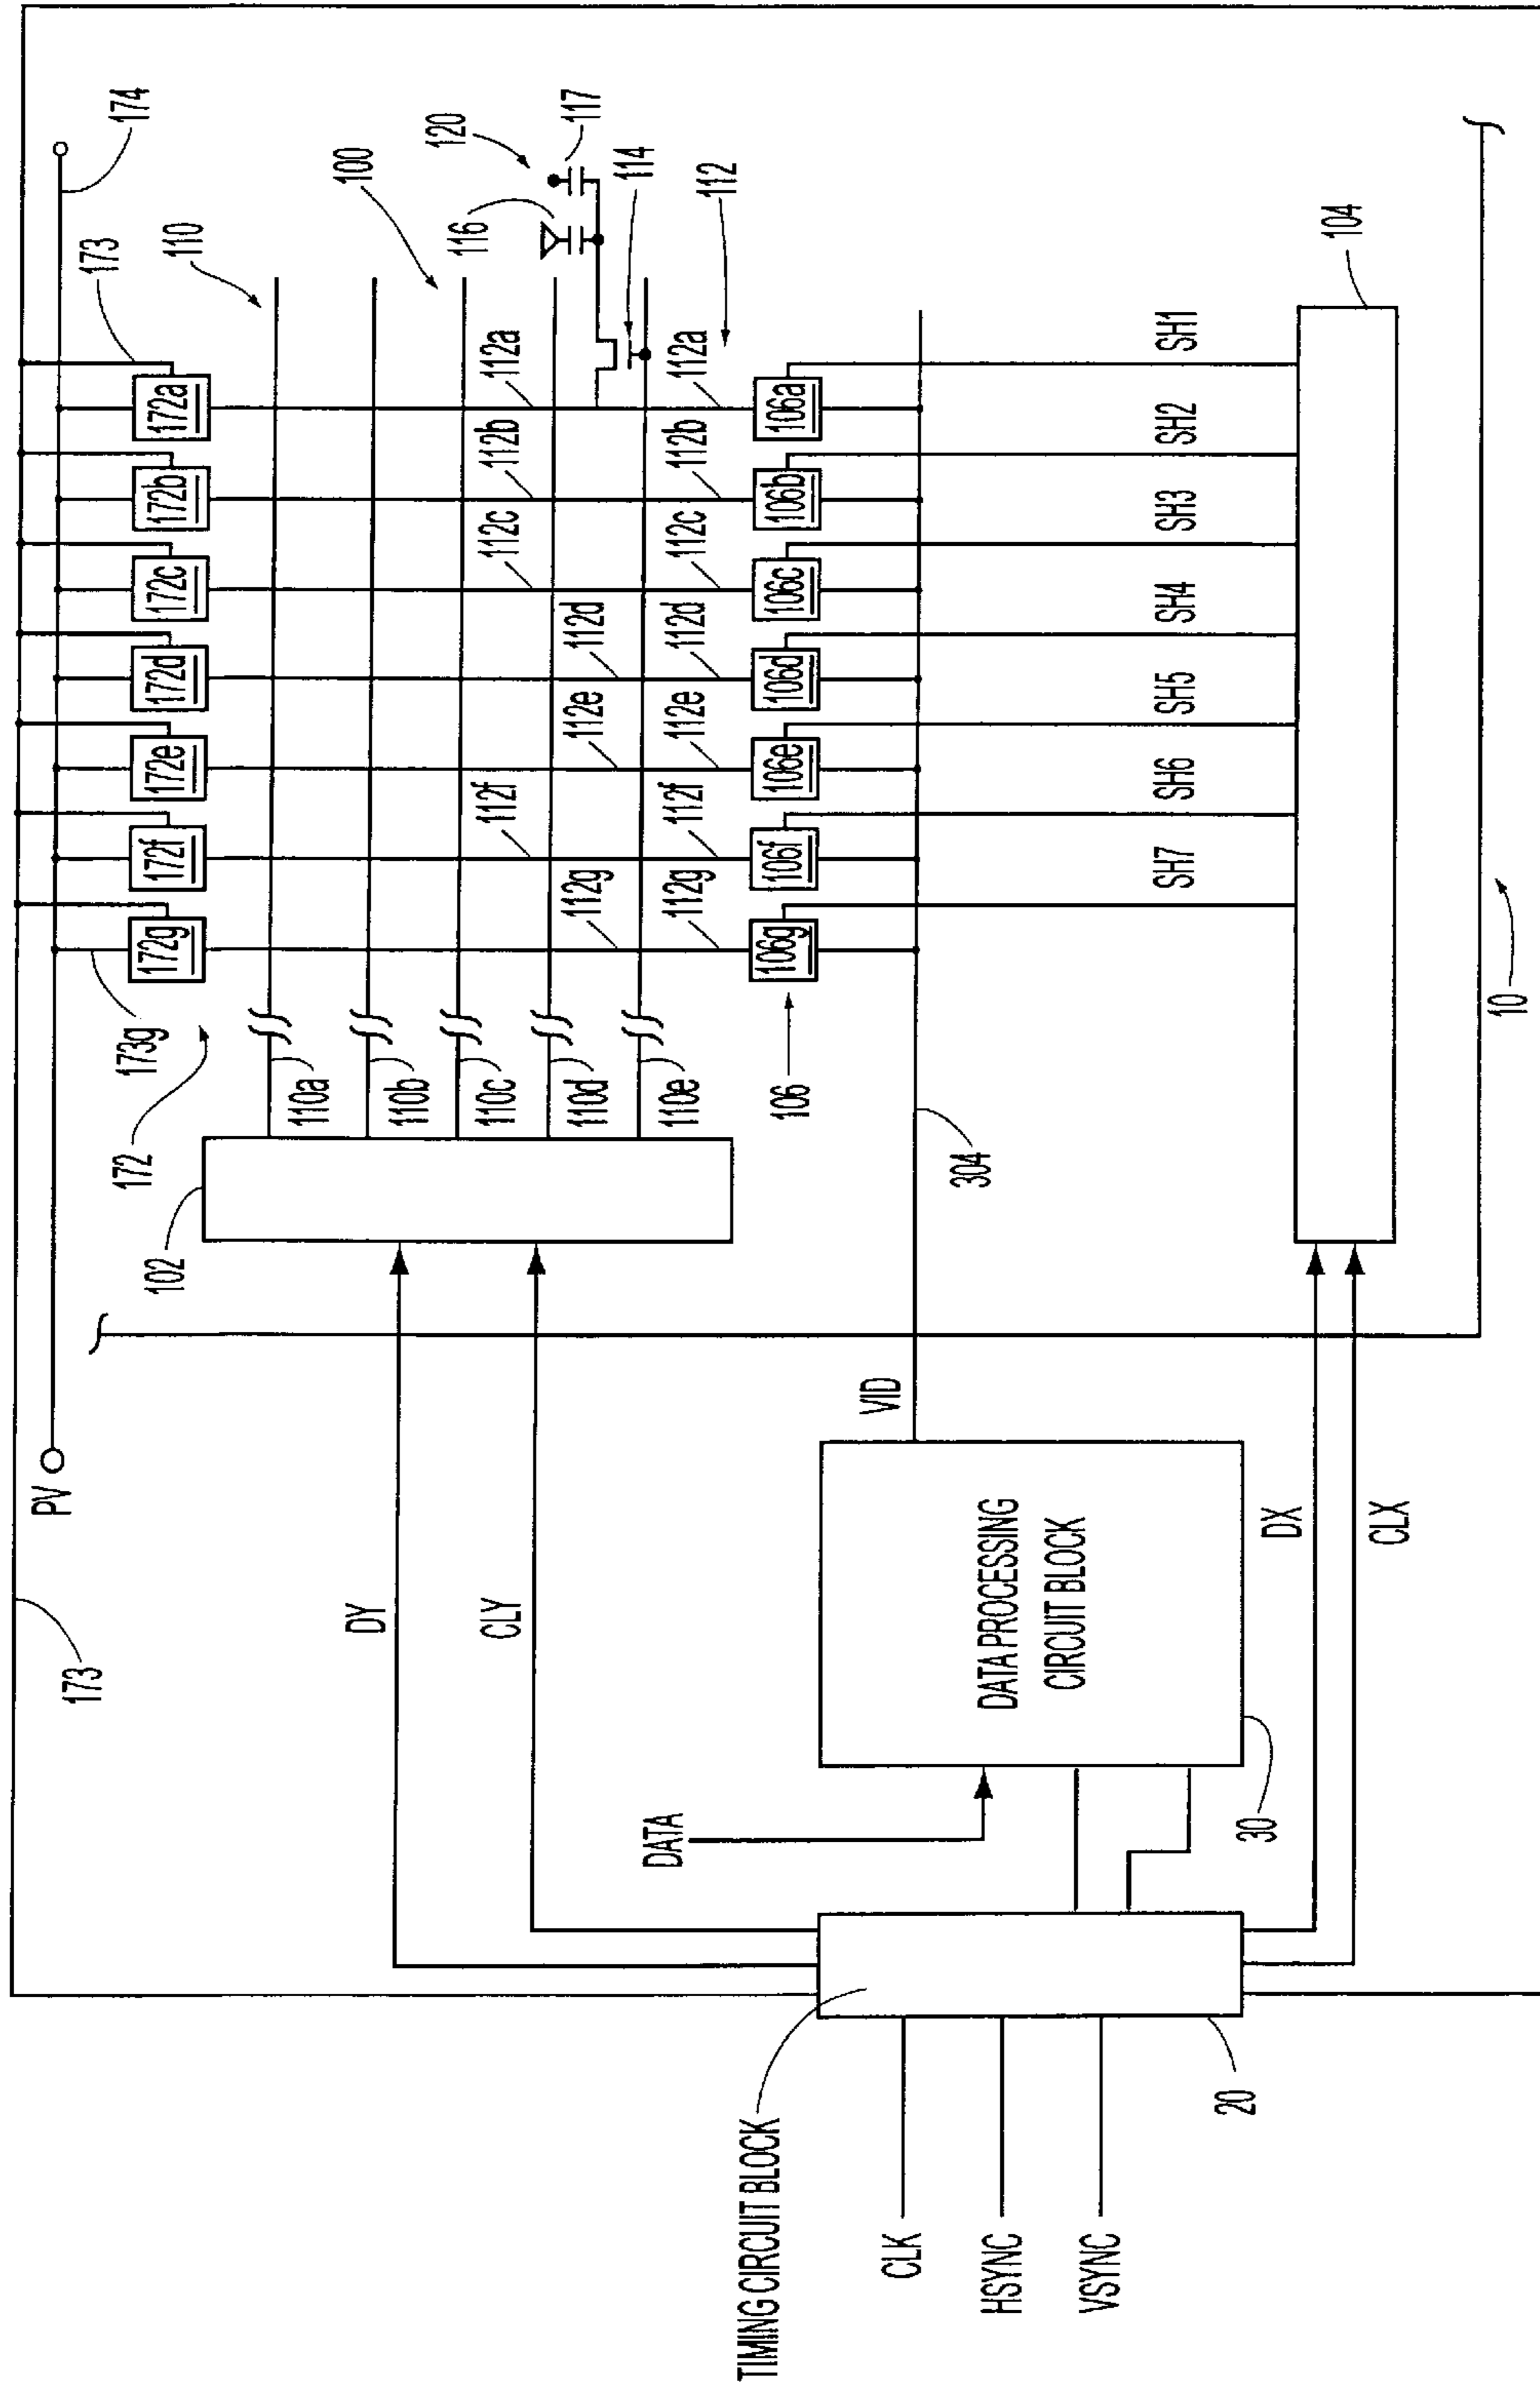 PV
173
174
173
173g
172
172g
172f
172e
172d
172c
172b
172a
110
100
120
116
117
114
112
102
110a
110b
110c
110d
110e
112g
112f
112e
112d
112c
112b
112a
112g
112f
112e
112d
112c
112b
112a
106
106g
106f
106e
106d
106c
106b
106a
304
VID
SH7
SH6
SH5
SH4
SH3
SH2
SH1
104
10
DY
CLY
DATA
DATA PROCESSING
CIRCUIT BLOCK
30
DX
CLX
TIMING CIRCUIT BLOCK
CLK
HSYNC
VSYNC
20